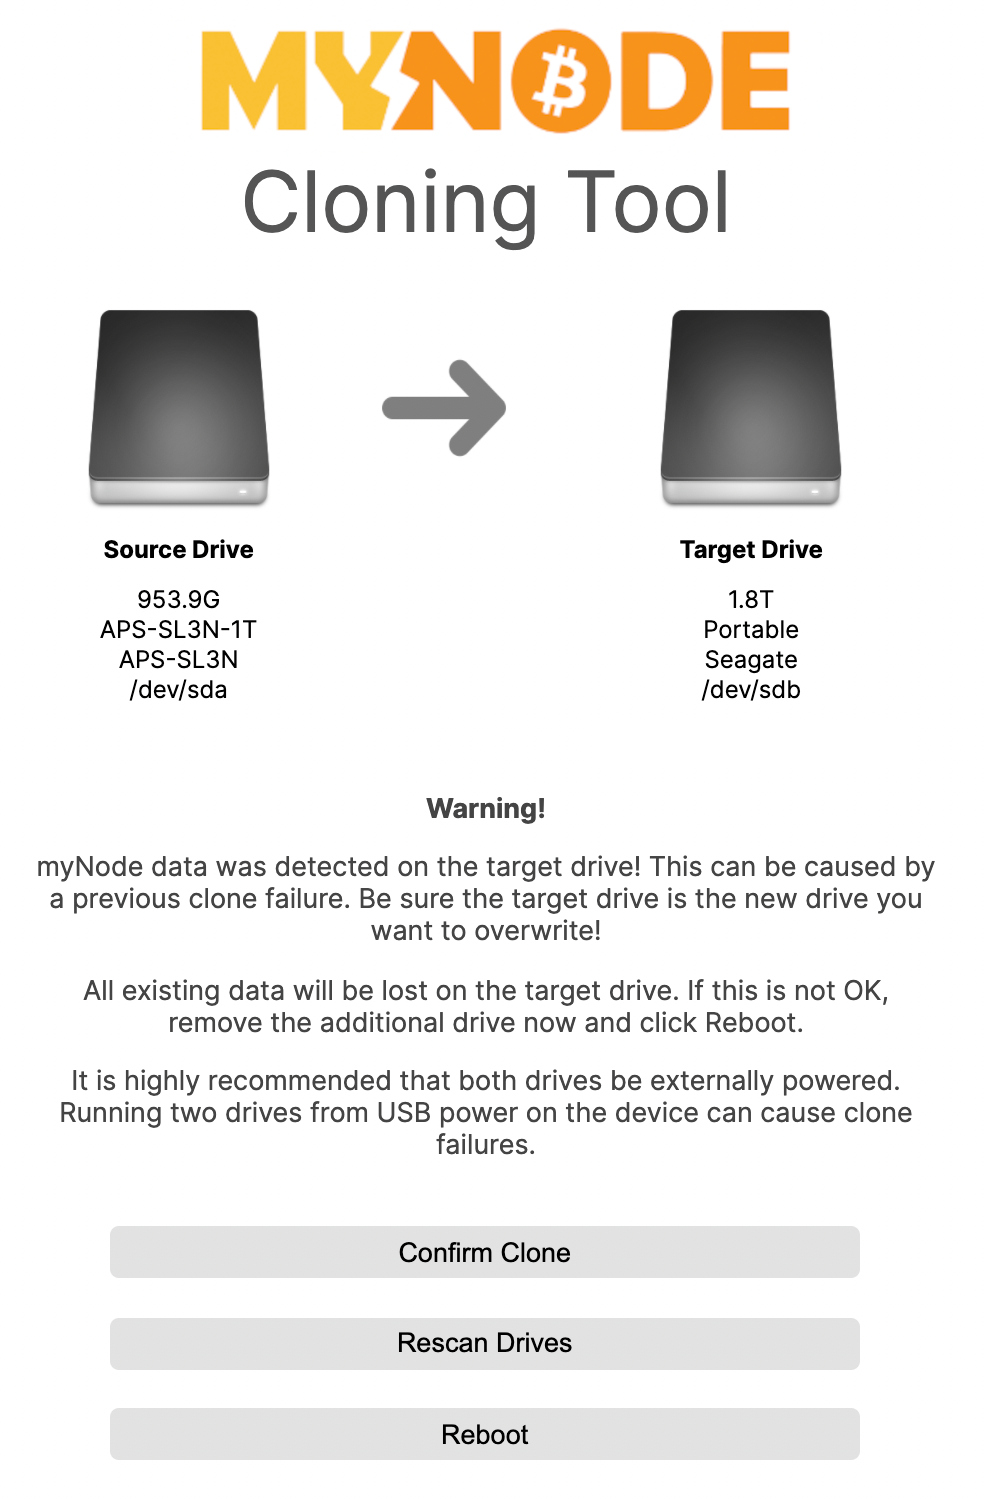 MYNODE
Cloning Tool
Source Drive
953.9G
APS-SL3N-1T
APS-SL3N
/dev/sda
Target Drive
1.8T
Portable
Seagate
/dev/sdb
Warning!
myNode data was detected on the target drive! This can be caused by
a previous clone failure. Be sure the target drive is the new drive you
want to overwrite!
All existing data will be lost on the target drive. If this is not OK,
remove the additional drive now and click Reboot.
It is highly recommended that both drives be externally powered.
Running two drives from USB power on the device can cause clone
failures.
Confirm Clone
Rescan Drives
Reboot